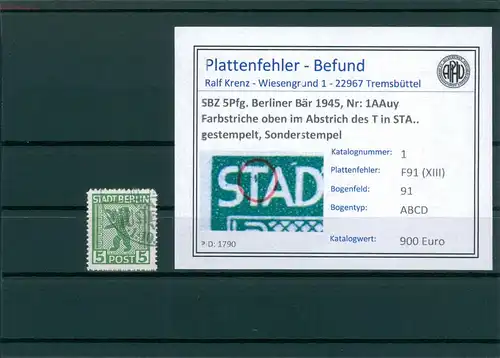 Plattenfehler - Befund
Ralf Krenz - Wiesengrund 1 - 22967 Tremsbüttel
SBZ 5Pfg. Berliner Bär 1945, Nr: 1AAuy
Farbstriche oben im Abstrich des T in STA..
gestempelt, Sonderstempel
Katalognummer: 1
Plattenfehler: F91 (XIII)
Bogenfeld: 91
Bogentyp: ABCD
Katalogwert: 900 Euro
STAD
P-D: 1790
STADT BERLIN
5 POST 5